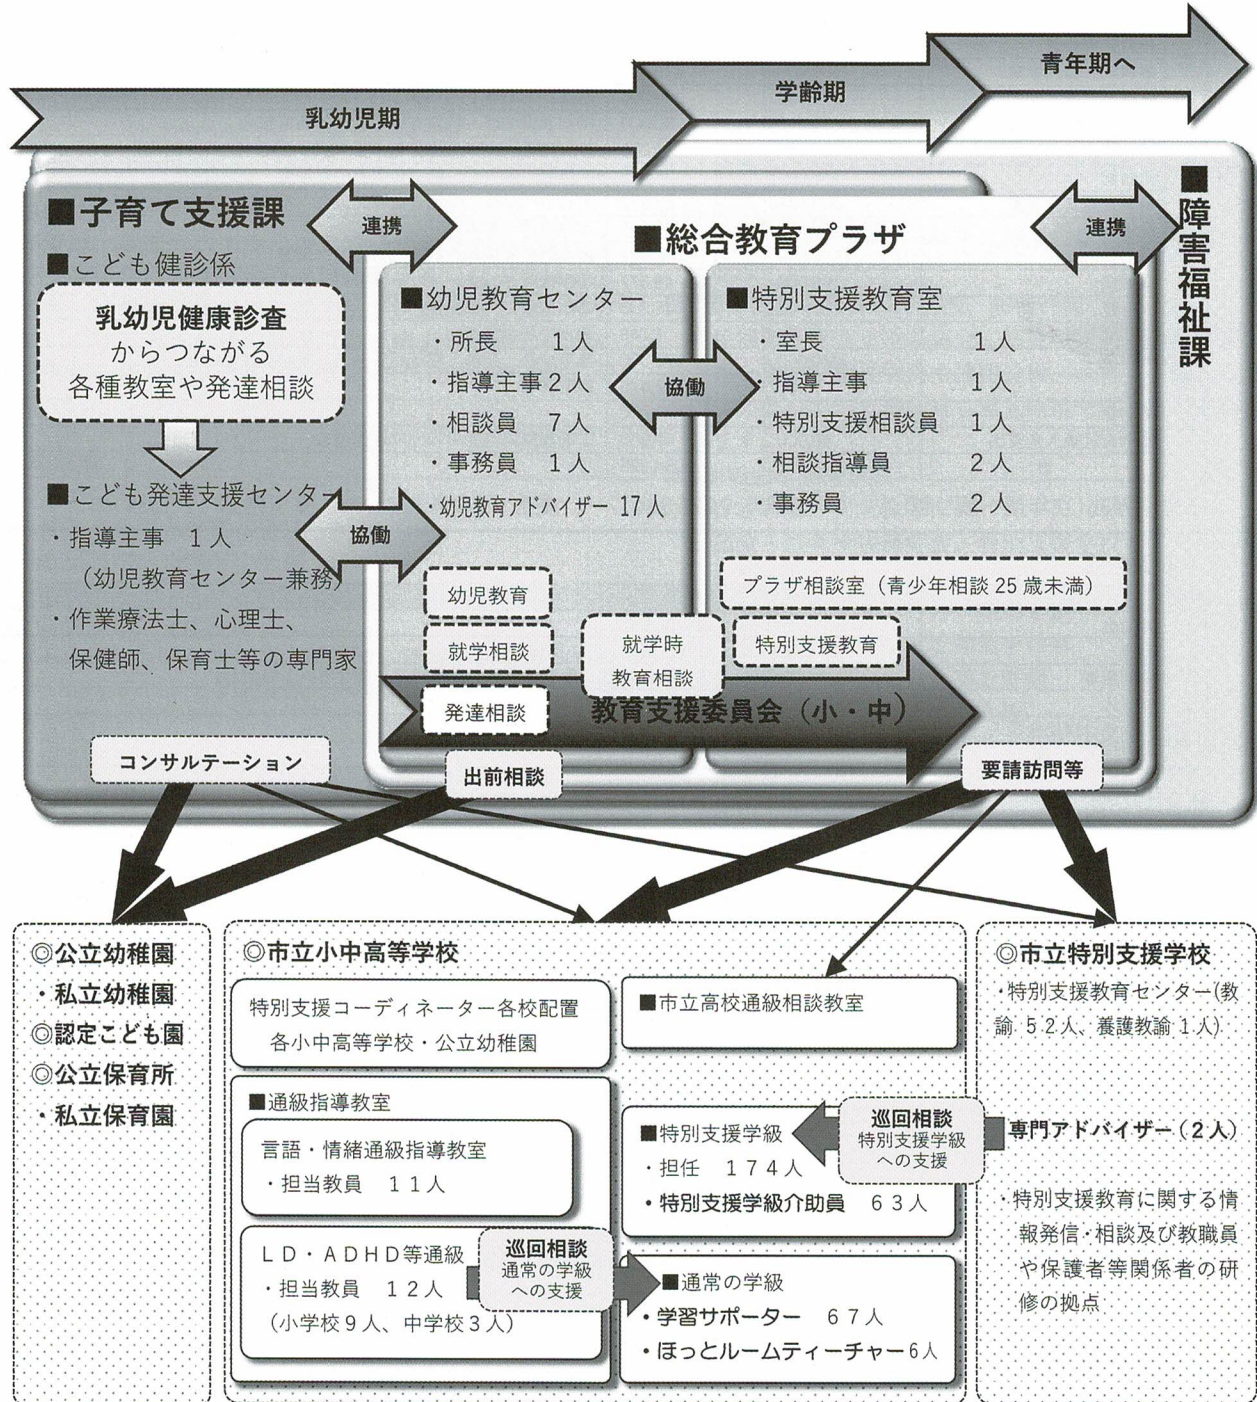 乳幼児期
学齢期
青年期へ
■子育て支援課
連携
■総合教育プラザ
連携
■障害福祉課
■こども健診係
乳幼児健康診査
からつながる
各種教室や発達相談
■こども発達支援センター
・指導主事 1人
（幼児教育センター兼務）
・作業療法士、心理士、
保健師、保育士等の専門家
協働
■幼児教育センター
・所長 1人
・指導主事 2人
・相談員 7人
・事務員 1人
・幼児教育アドバイザー 17人
協働
■特別支援教育室
・室長 1人
・指導主事 1人
・特別支援相談員 1人
・相談指導員 2人
・事務員 2人
幼児教育
就学相談
発達相談
就学時
教育相談
プラザ相談室（青少年相談 25 歳未満）
特別支援教育
教育支援委員会（小・中）
コンサルテーション
出前相談
要請訪問等
◎公立幼稚園
・私立幼稚園
◎認定こども園
◎公立保育所
・私立保育園
◎市立小中高等学校
特別支援コーディネーター各校配置
各小中高等学校・公立幼稚園
■通級指導教室
言語・情緒通級指導教室
・担当教員 11人
ＬＤ・ＡＤＨＤ等通級
・担当教員 12人
（小学校9人、中学校3人）
巡回相談
通常の学級
への支援
■市立高校通級相談教室
■特別支援学級
・担任 174人
・特別支援学級介助員 63人
巡回相談
特別支援学級
への支援
■通常の学級
・学習サポーター 67人
・ほっとルームティーチャー 6人
◎市立特別支援学校
・特別支援教育センター(教
諭 52人、養護教諭1人)
専門アドバイザー（2人）
・特別支援教育に関する情
報発信・相談及び教職員
や保護者等関係者の研
修の拠点